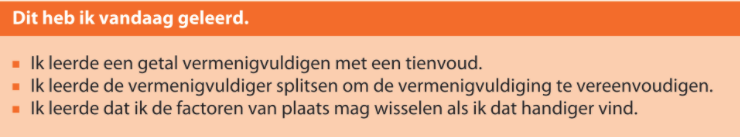 Dit heb ik vandaag geleerd.
▪ Ik leerde een getal vermenigvuldigen met een tienvoud.
▪ Ik leerde de vermenigvuldiger splitsen om de vermenigvuldiging te vereenvoudigen.
▪ Ik leerde dat ik de factoren van plaats mag wisselen als ik dat handiger vind.